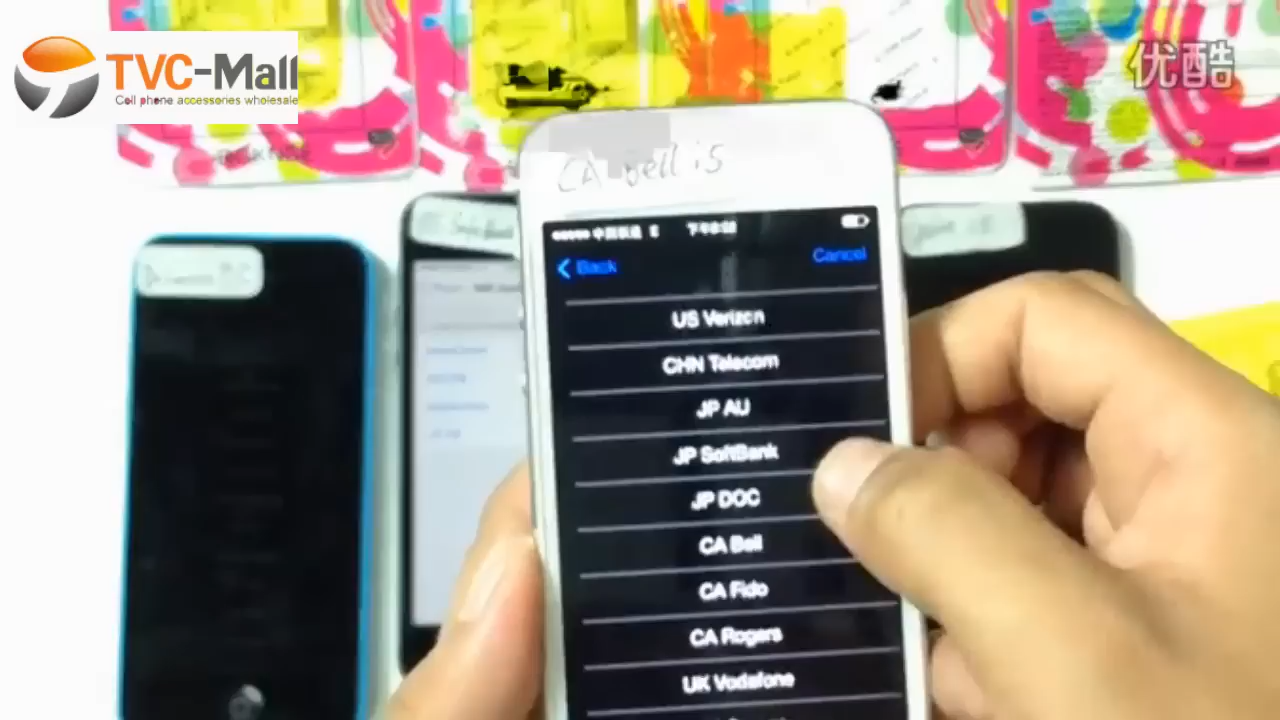 TVC-Mall
Cell phone accessories wholesale
优酷
CA Bell i5
Back
Cancel
US Verizon
CHN Telecom
JP AU
JP SoftBank
JP DOC
CA Bell
CA Fido
CA Rogers
UK Vodafone